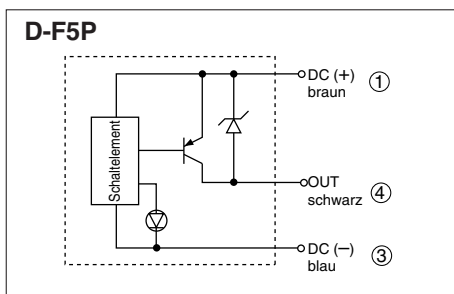 D-F5P
DC (+)
braun
①
Schaltelement
OUT
schwarz
④
DC (−)
blau
③